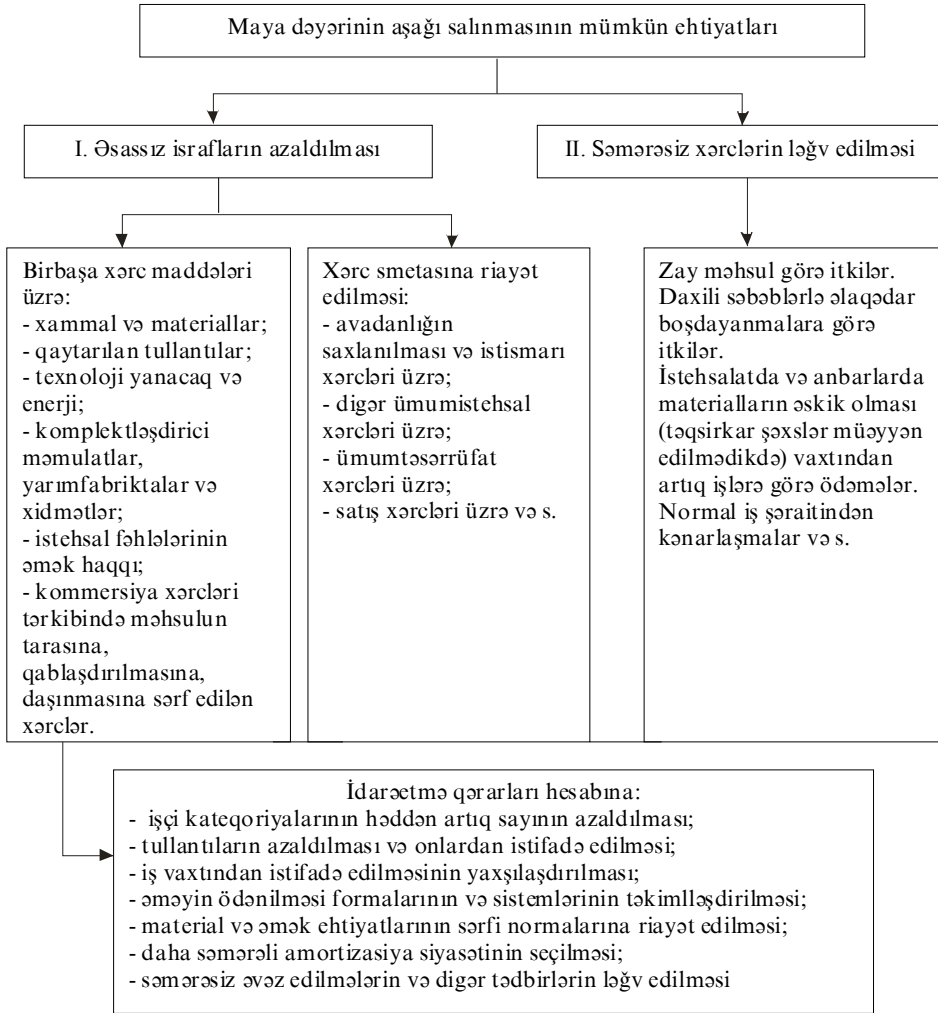 Maya dəyərinin aşağı salınmasının mümkün ehtiyatları
I. Əsassız israfların azaldılması
II. Səmərəsiz xərclərin ləğv edilməsi
Birbaşa xərc maddələri
üzrə:
- xammal və materiallar;
- qaytarılan tullantılar;
- texnoloji yanacaq və
enerji;
- komplektləşdirici
məmulatlar,
yarımfabriktalar və
xidmətlər;
- istehsal fəhlələrinin
əmək haqqı;
- kommersiya xərcləri
tərkibində məhsulun
tarasına,
qablaşdırılmasına,
daşınmasına sərf edilən
xərclər.
Xərc smetasına riayət
edilməsi:
- avadanlığın
saxlanılması və istismarı
xərcləri üzrə;
- digər ümumistehsal
xərcləri üzrə;
- ümumtəsərrüfat
xərcləri üzrə;
- satış xərcləri üzrə və s.
Zay məhsul görə itkilər.
Daxili səbəblərlə əlaqədar
boşdayanmalara görə
itkilər.
İstehsalatda və anbarlarda
materialların əskik olması
(təqsirkar şəxslər müəyyən
edilmədikdə) vaxtından
artıq işlərə görə ödəmələr.
Normal iş şəraitindən
kənarlaşmalar və s.
İdarəetmə qərarları hesabına:
- işçi kateqoriyalarının həddən artıq sayının azaldılması;
- tullantıların azaldılması və onlardan istifadə edilməsi;
- iş vaxtından istifadə edilməsinin yaxşılaşdırılması;
- əməyin ödənilməsi formalarının və sistemlərinin təkimlləşdirilməsi;
- material və əmək ehtiyatlarının sərfi normalarına riayət edilməsi;
- daha səmərəli amortizasiya siyasətinin seçilməsi;
- səmərəsiz əvəz edilmələrin və digər tədbirlərin ləğv edilməsi